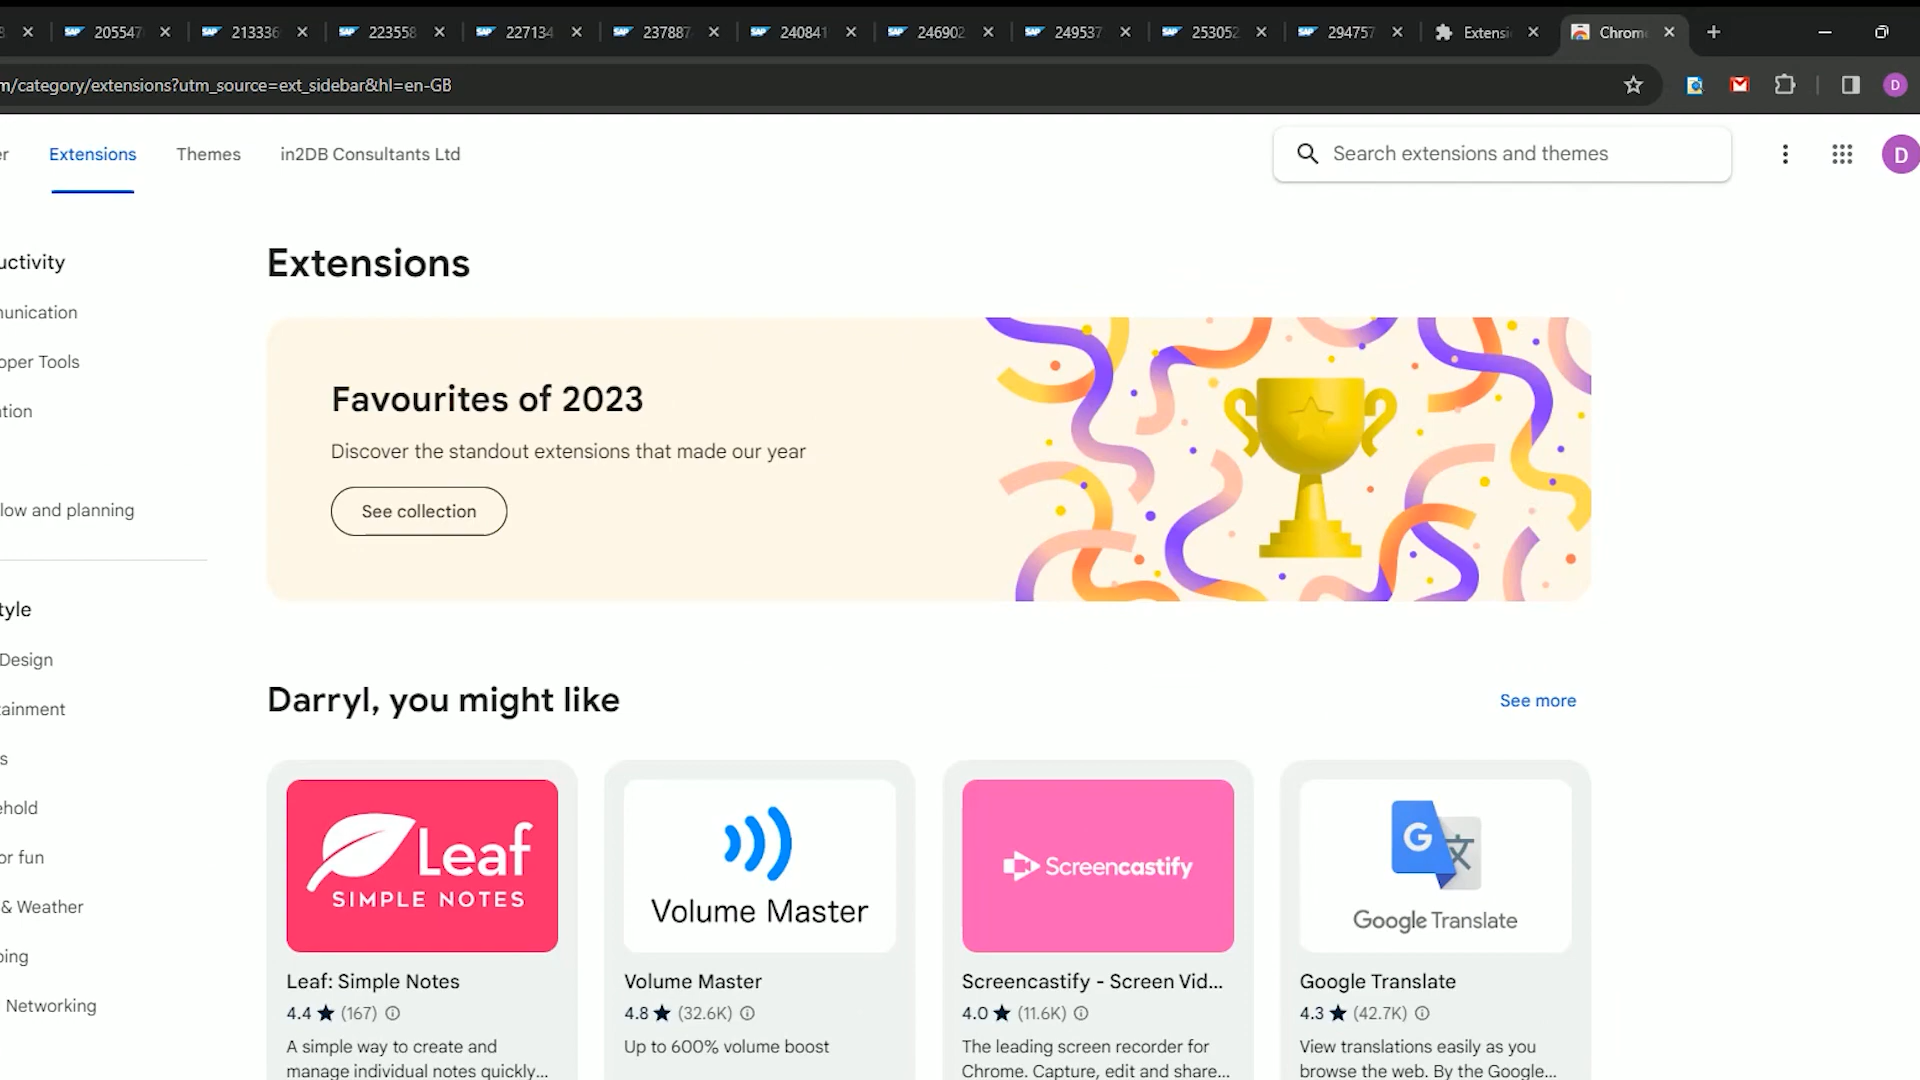 205547
213336
223558
227134
237887
240841
246902
249537
253052
294757
Extensi
Chrom
m/category/extensions?utm_source=ext_sidebar&hl=en-GB
D
er
Extensions
Themes
in2DB Consultants Ltd
Search extensions and themes
D
uctivity
unication
oper Tools
tion
low and planning
tyle
Design
ainment
s
ehold
or fun
& Weather
ping
Networking
Extensions
Favourites of 2023
Discover the standout extensions that made our year
See collection
Darryl, you might like
See more
Leaf
SIMPLE NOTES
Leaf: Simple Notes
4.4 ★ (167)
A simple way to create and
manage individual notes quickly...
Volume Master
Volume Master
4.8 ★ (32.6K)
Up to 600% volume boost
Screencastify
Screencastify - Screen Vid...
4.0 ★ (11.6K)
The leading screen recorder for
Chrome. Capture, edit and share...
G 文
Google Translate
Google Translate
4.3 ★ (42.7K)
View translations easily as you
browse the web. By the Google...